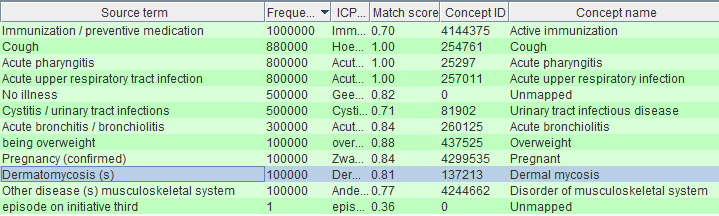 Source term Freque... ICP... Match score Concept ID Concept name
Immunization / preventive medication 1000000 Imm... 0.70 4144375 Active immunization
Cough 880000 Hoe... 1.00 254761 Cough
Acute pharyngitis 800000 Acut... 1.00 25297 Acute pharyngitis
Acute upper respiratory tract infection 800000 Acut... 1.00 257011 Acute upper respiratory infection
No illness 500000 Gee... 0.82 0 Unmapped
Cystitis / urinary tract infections 500000 Cysti... 0.71 81902 Urinary tract infectious disease
Acute bronchitis / bronchiolitis 300000 Acut... 0.84 260125 Acute bronchiolitis
being overweight 100000 over... 0.88 437525 Overweight
Pregnancy (confirmed) 100000 Zwa... 0.84 4299535 Pregnant
Dermatomycosis (s) 100000 Der... 0.81 137213 Dermal mycosis
Other disease (s) musculoskeletal system 100000 Ande... 0.77 4244662 Disorder of musculoskeletal system
episode on initiative third 1 epis... 0.36 0 Unmapped